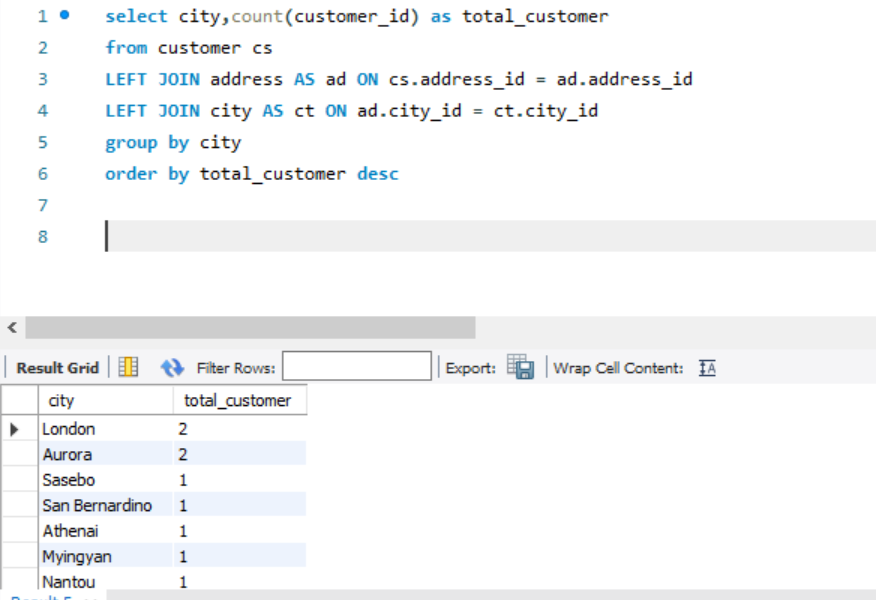 1 select city,count(customer_id) as total_customer
2 from customer cs
3 LEFT JOIN address AS ad ON cs.address_id = ad.address_id
4 LEFT JOIN city AS ct ON ad.city_id = ct.city_id
5 group by city
6 order by total_customer desc
7
8
Result Grid Filter Rows: Export: Wrap Cell Content: IA
city total_customer
London 2
Aurora 2
Sasebo 1
San Bernardino 1
Athenai 1
Myingyan 1
Nantou 1